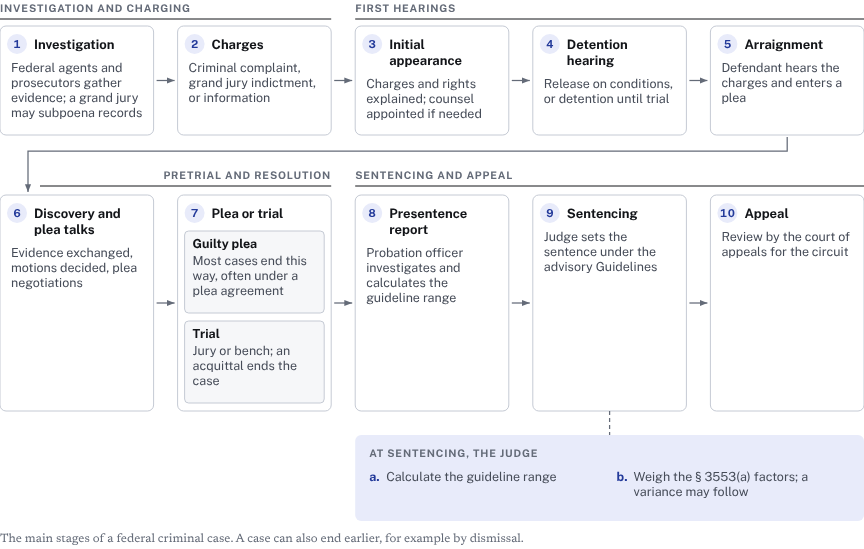 INVESTIGATION AND CHARGING
FIRST HEARINGS
1 Investigation
Federal agents and
prosecutors gather
evidence; a grand jury
may subpoena records
2 Charges
Criminal complaint,
grand jury indictment,
or information
3 Initial
appearance
Charges and rights
explained; counsel
appointed if needed
4 Detention
hearing
Release on conditions,
or detention until trial
5 Arraignment
Defendant hears the
charges and enters a
plea
PRETRIAL AND RESOLUTION
SENTENCING AND APPEAL
6 Discovery and
plea talks
Evidence exchanged,
motions decided, plea
negotiations
7 Plea or trial
Guilty plea
Most cases end this
way, often under a
plea agreement
Trial
Jury or bench; an
acquittal ends the
case
8 Presentence
report
Probation officer
investigates and
calculates the
guideline range
9 Sentencing
Judge sets the
sentence under the
advisory Guidelines
10 Appeal
Review by the court of
appeals for the circuit
AT SENTENCING, THE JUDGE
a. Calculate the guideline range
b. Weigh the § 3553(a) factors; a
variance may follow
The main stages of a federal criminal case. A case can also end earlier, for example by dismissal.